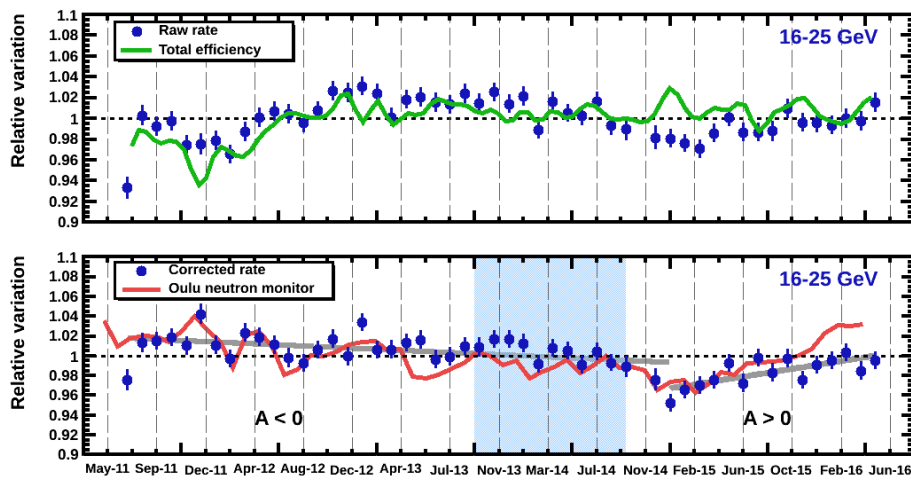 Relative variation
1.1
1.08
1.06
1.04
1.02
1
0.98
0.96
0.94
0.92
0.9
Raw rate
Total efficiency
16-25 GeV
Relative variation
1.1
1.08
1.06
1.04
1.02
1
0.98
0.96
0.94
0.92
0.9
Corrected rate
Oulu neutron monitor
16-25 GeV
A < 0
A > 0
May-11 Sep-11 Dec-11 Apr-12 Aug-12 Dec-12 Apr-13 Jul-13 Nov-13 Mar-14 Jul-14 Nov-14 Feb-15 Jun-15 Oct-15 Feb-16 Jun-16